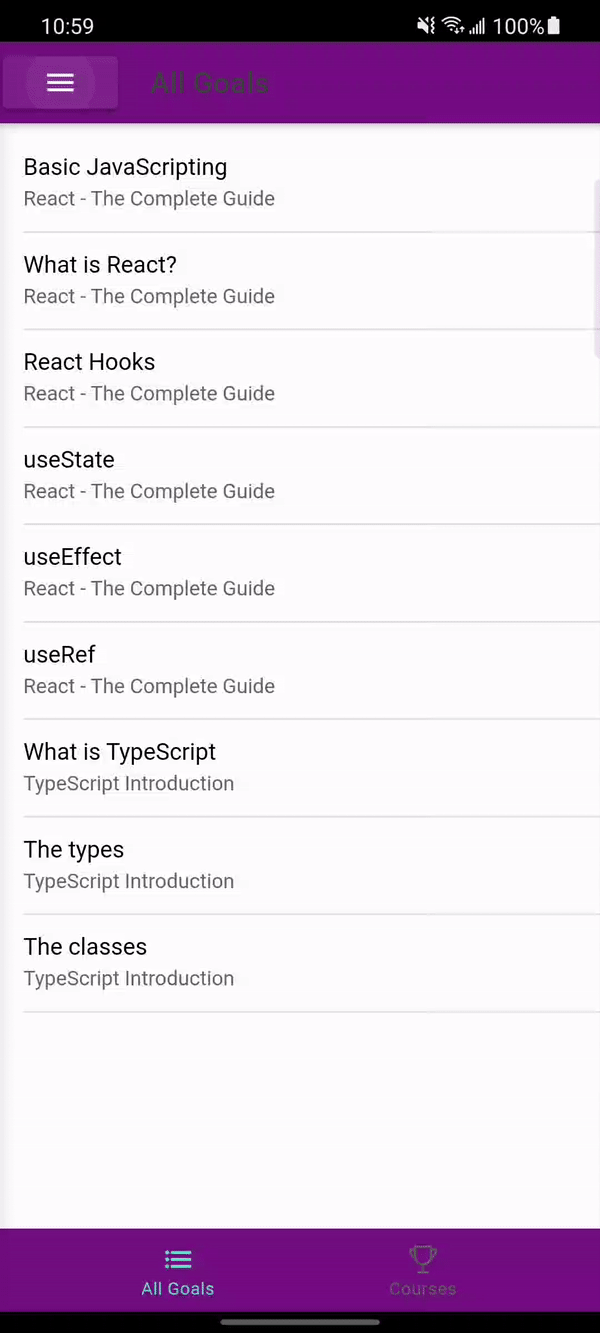 10:59
100%
All Goals
Basic JavaScripting
React - The Complete Guide
What is React?
React - The Complete Guide
React Hooks
React - The Complete Guide
useState
React - The Complete Guide
useEffect
React - The Complete Guide
useRef
React - The Complete Guide
What is TypeScript
TypeScript Introduction
The types
TypeScript Introduction
The classes
TypeScript Introduction
All Goals
Courses